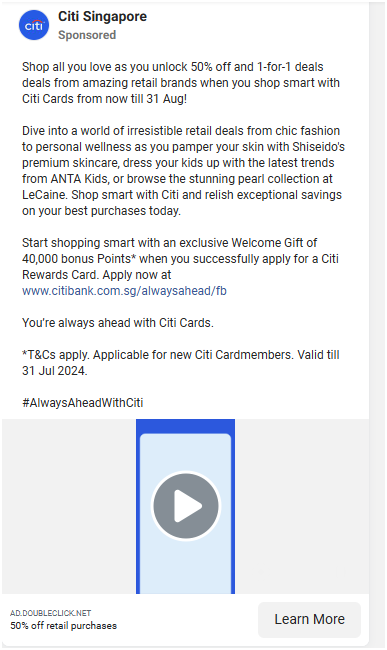 citi
Citi Singapore
Sponsored
Shop all you love as you unlock 50% off and 1-for-1 deals
deals from amazing retail brands when you shop smart with
Citi Cards from now till 31 Aug!
Dive into a world of irresistible retail deals from chic fashion
to personal wellness as you pamper your skin with Shiseido's
premium skincare, dress your kids up with the latest trends
from ANTA Kids, or browse the stunning pearl collection at
LeCaine. Shop smart with Citi and relish exceptional savings
on your best purchases today.
Start shopping smart with an exclusive Welcome Gift of
40,000 bonus Points* when you successfully apply for a Citi
Rewards Card. Apply now at
www.citibank.com.sg/alwaysahead/fb
You're always ahead with Citi Cards.
*T&Cs apply. Applicable for new Citi Cardmembers. Valid till
31 Jul 2024.
#AlwaysAheadWithCiti
AD.DOUBLECLICK.NET
50% off retail purchases
Learn More